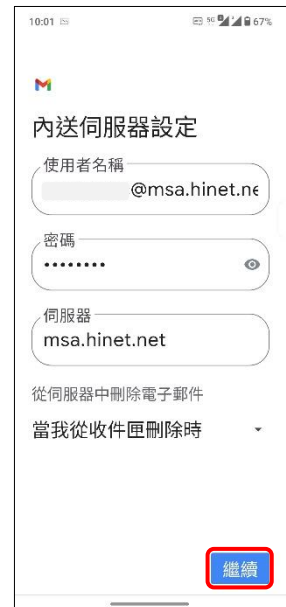 10:01 5G 67%
內送伺服器設定
使用者名稱
@msa.hinet.ne
密碼
••••••••
伺服器
msa.hinet.net
從伺服器中刪除電子郵件
當我從收件匣刪除時
繼續